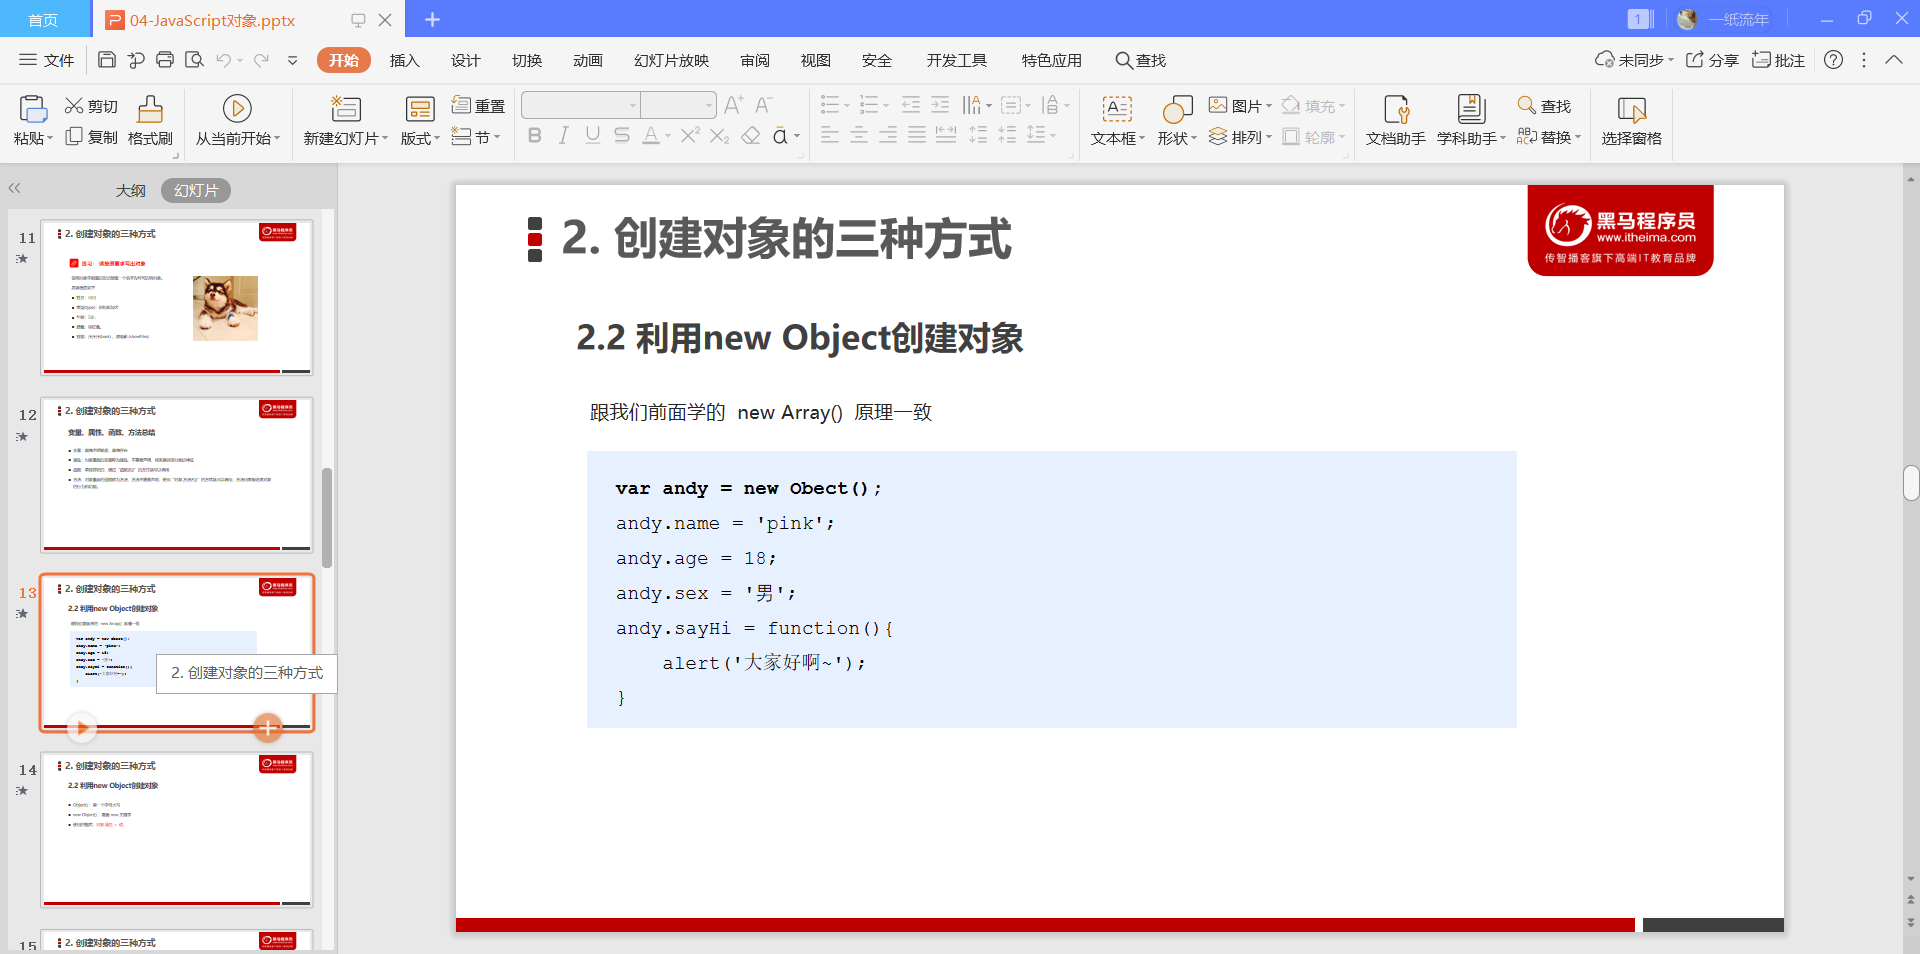 首页
04-JavaScript对象.pptx
1
一纸流年
文件
开始 插入 设计 切换 动画 幻灯片放映 审阅 视图 安全 开发工具 特色应用 查找
未同步 分享 批注
粘贴 剪切 复制 格式刷
从当前开始
新建幻灯片 版式 重置 节
文本框 形状 图片 排列 填充 轮廓
文档助手 学科助手 查找 替换
选择窗格
大纲 幻灯片
11
2. 创建对象的三种方式
12
2. 创建对象的三种方式
变量、属性、函数、方法总结
13
2. 创建对象的三种方式
2.2 利用new Object创建对象
2. 创建对象的三种方式
14
2. 创建对象的三种方式
2.2 利用new Object创建对象
15
2. 创建对象的三种方式
2. 创建对象的三种方式
黑马程序员
www.itheima.com
传智播客旗下高端IT教育品牌
2.2 利用new Object创建对象
跟我们前面学的 new Array() 原理一致
var andy = new Obect();
andy.name = 'pink';
andy.age = 18;
andy.sex = '男';
andy.sayHi = function(){
alert('大家好啊~');
}